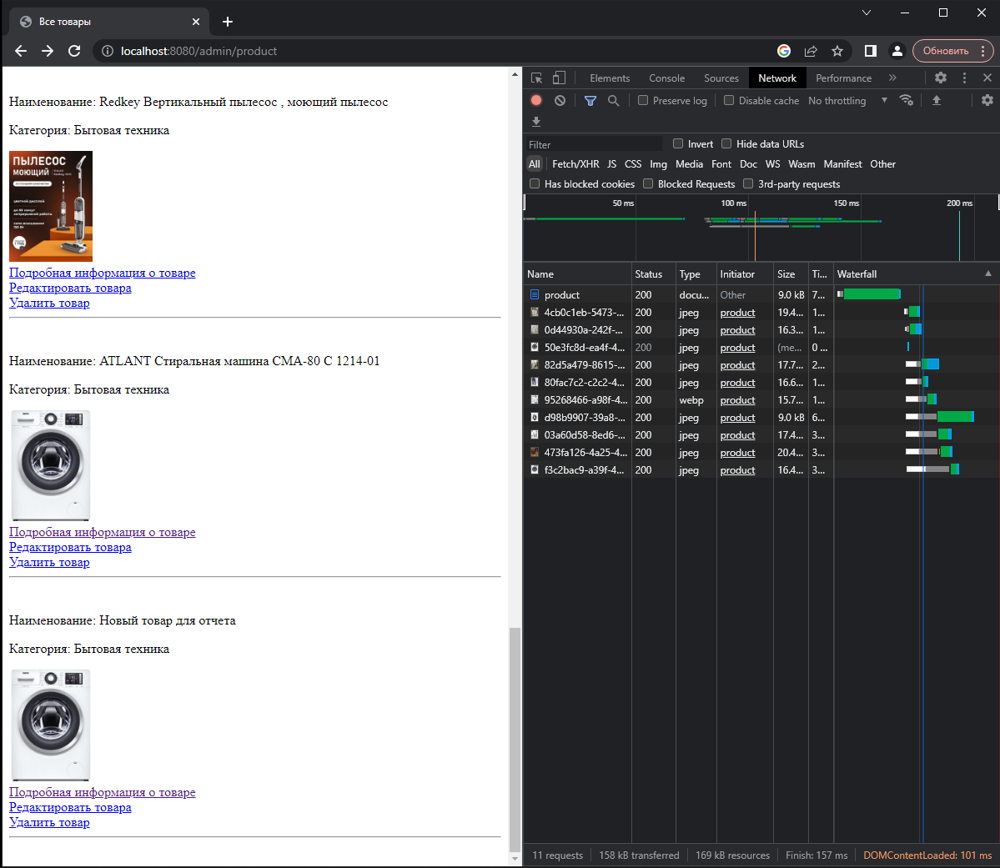 Все товары
localhost:8080/admin/product
Обновить
Наименование: Redkey Вертикальный пылесос , моющий пылесос
Категория: Бытовая техника
ПЫЛЕСОС
МОЮЩИЙ
Подробная информация о товаре
Редактировать товара
Удалить товар
Наименование: ATLANT Стиральная машина СМА-80 С 1214-01
Категория: Бытовая техника
Подробная информация о товаре
Редактировать товара
Удалить товар
Наименование: Новый товар для отчета
Категория: Бытовая техника
Подробная информация о товаре
Редактировать товара
Удалить товар
Elements Console Sources Network Performance »
Preserve log Disable cache No throttling
Filter Invert Hide data URLs
All Fetch/XHR JS CSS Img Media Font Doc WS Wasm Manifest Other
Has blocked cookies Blocked Requests 3rd-party requests
50 ms 100 ms 150 ms 200 ms
Name Status Type Initiator Size Ti... Waterfall
product 200 docu... Other 9.0 kB 7...
4cb0c1eb-5473-... 200 jpeg product 19.4... 1...
0d44930a-242f-... 200 jpeg product 16.3... 1...
50e3fc8d-ea4f-4... 200 jpeg product (me... 0 ...
82d5a479-8615-... 200 jpeg product 17.7... 2...
80fac7c2-c2c2-4... 200 jpeg product 16.6... 1...
95268466-a98f-4... 200 webp product 15.7... 1...
d98b9907-39a8-... 200 jpeg product 9.0 kB 6...
03a60d58-8ed6-... 200 jpeg product 17.4... 3...
473fa126-4a25-4... 200 jpeg product 20.4... 3...
f3c2bac9-a39f-4... 200 jpeg product 16.4... 3...
11 requests 158 kB transferred 169 kB resources Finish: 157 ms DOMContentLoaded: 101 ms